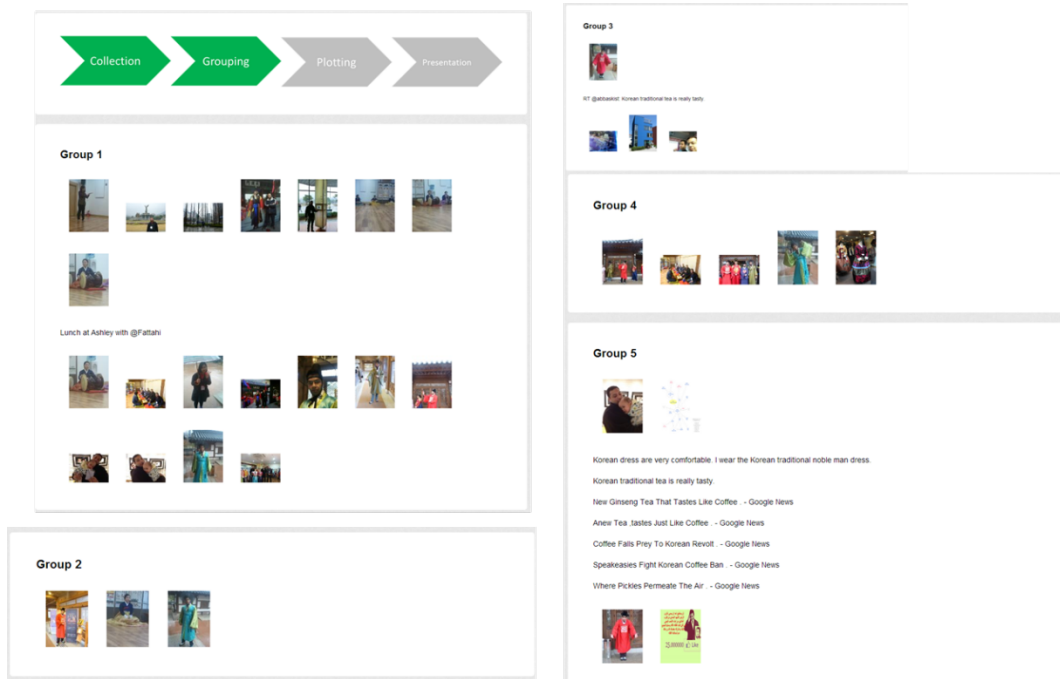 Collection
Grouping
Plotting
Presentation
Group 1
Lunch at Ashley with @Fattahi
Group 2
Group 3
RT @abbaskist: Korean traditional tea is really tasty.
Group 4
Group 5
Korean dress are very comfortable. I wear the Korean traditional noble man dress.
Korean traditional tea is really tasty.
New Ginseng Tea That Tastes Like Coffee . - Google News
Anew Tea ,tastes Just Like Coffee . - Google News
Coffee Falls Prey To Korean Revolt . - Google News
Speakeasies Fight Korean Coffee Ban . - Google News
Where Pickles Permeate The Air . - Google News